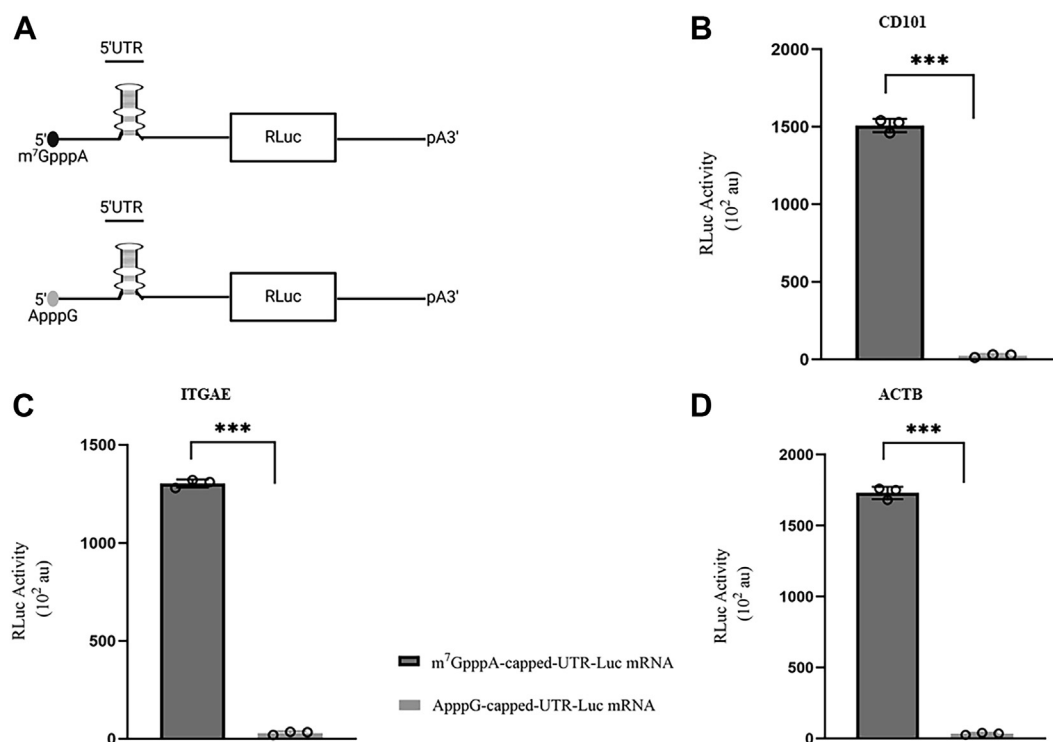 A
5'UTR
5'
m⁷GpppA
RLuc
pA3'
5'UTR
5'
ApppG
RLuc
pA3'
B
CD101
***
2000
1500
1000
500
0
RLuc Activity
(10² au)
C
ITGAE
***
1500
1000
500
0
RLuc Activity
(10² au)
m⁷GpppA-capped-UTR-Luc mRNA
ApppG-capped-UTR-Luc mRNA
D
ACTB
***
2000
1500
1000
500
0
RLuc Activity
(10² au)